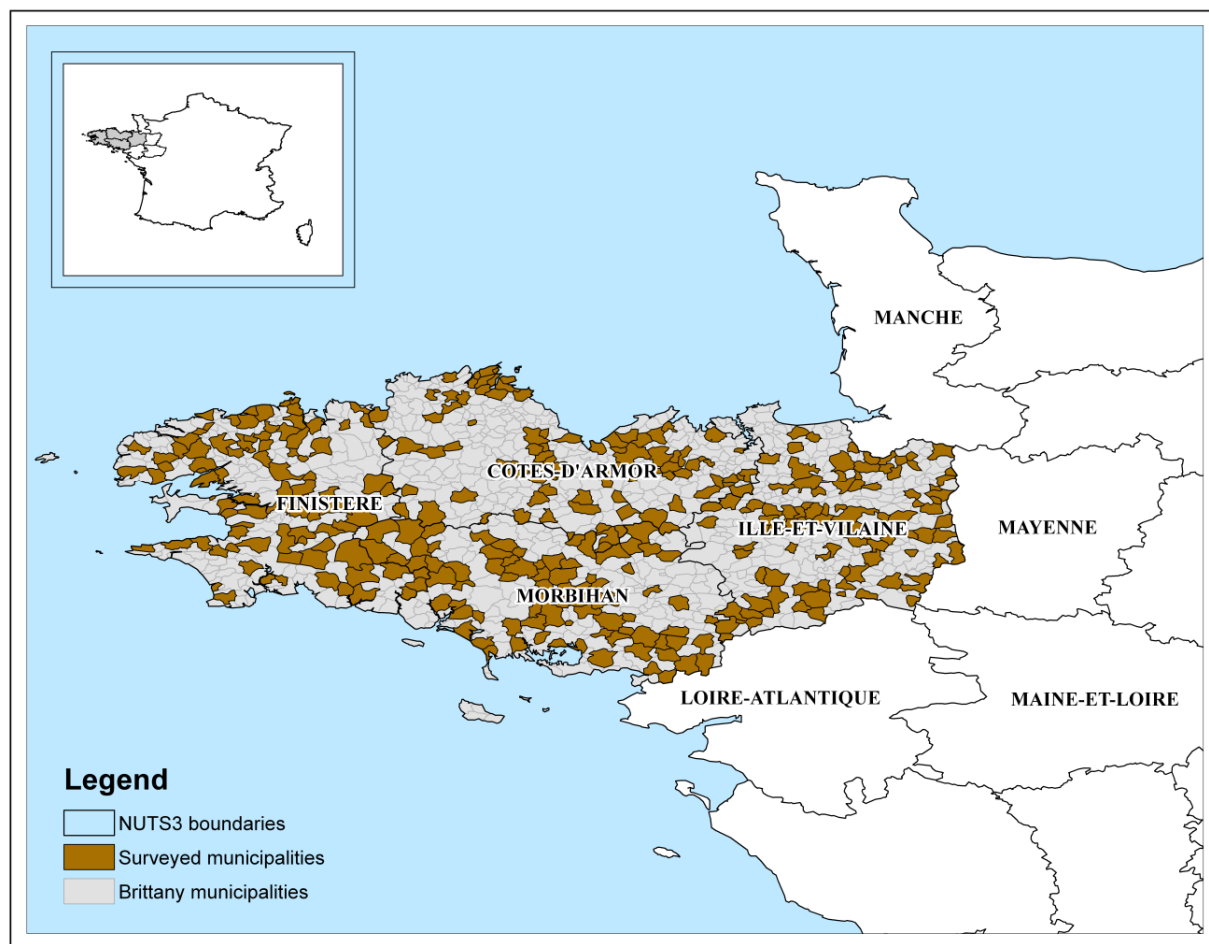 MANCHE
COTES-D'ARMOR
FINISTERE
ILLE-ET-VILAINE
MAYENNE
MORBIHAN
LOIRE-ATLANTIQUE
MAINE-ET-LOIRE
Legend
NUTS3 boundaries
Surveyed municipalities
Brittany municipalities